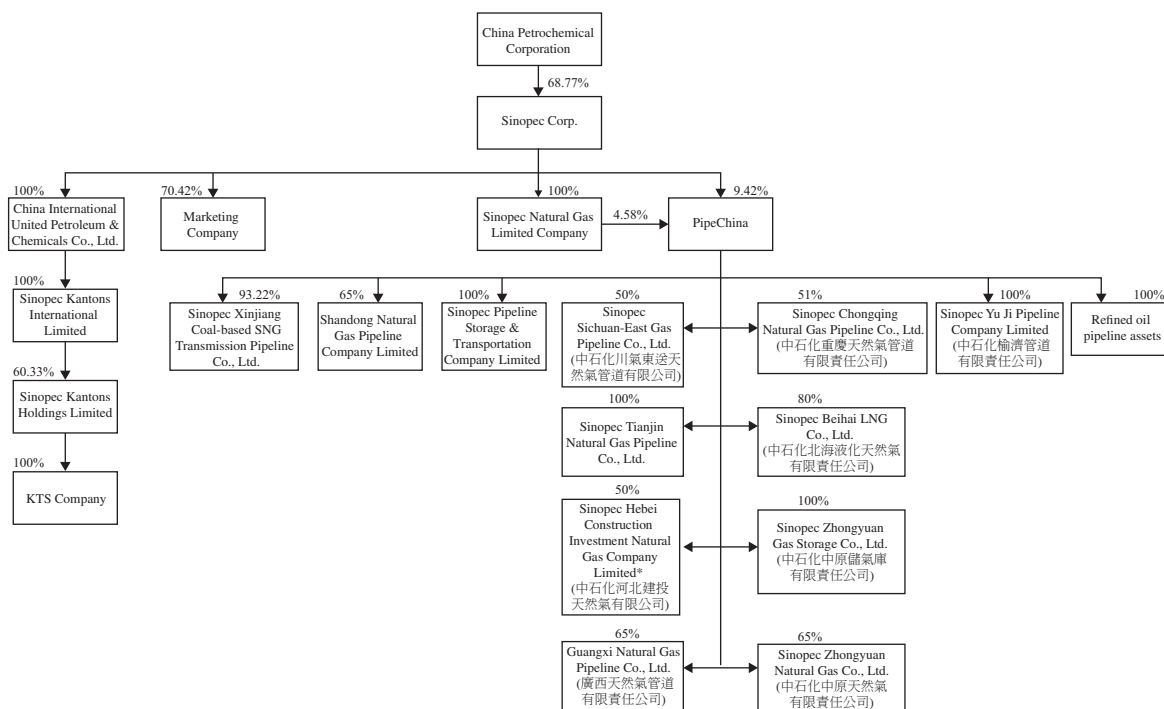 China Petrochemical
Corporation
68.77%
Sinopec Corp.
100%
70.42%
100%
9.42%
China International
United Petroleum &
Chemicals Co., Ltd.
Marketing
Company
Sinopec Natural Gas
Limited Company
4.58%
PipeChina
100%
Sinopec Kantons
International
Limited
93.22%
Sinopec Xinjiang
Coal-based SNG
Transmission Pipeline
Co., Ltd.
65%
Shandong Natural
Gas Pipeline
Company Limited
100%
Sinopec Pipeline
Storage &
Transportation
Company Limited
50%
Sinopec
Sichuan-East Gas
Pipeline Co., Ltd.
(中石化川氣東送天
然氣管道有限公司)
51%
Sinopec Chongqing
Natural Gas Pipeline Co., Ltd.
(中石化重慶天然氣管道
有限責任公司)
100%
Sinopec Yu Ji Pipeline
Company Limited
(中石化榆濟管道
有限責任公司)
100%
Refined oil
pipeline assets
60.33%
Sinopec Kantons
Holdings Limited
100%
Sinopec Tianjin
Natural Gas Pipeline
Co., Ltd.
80%
Sinopec Beihai LNG
Co., Ltd.
(中石化北海液化天然氣
有限責任公司)
100%
KTS Company
50%
Sinopec Hebei
Construction
Investment Natural
Gas Company
Limited*
(中石化河北建投
天然氣有限公司)
100%
Sinopec Zhongyuan
Gas Storage Co., Ltd.
(中石化中原儲氣庫
有限責任公司)
65%
Guangxi Natural Gas
Pipeline Co., Ltd.
(廣西天然氣管道
有限責任公司)
65%
Sinopec Zhongyuan
Natural Gas Co., Ltd.
(中石化中原天然氣
有限責任公司)